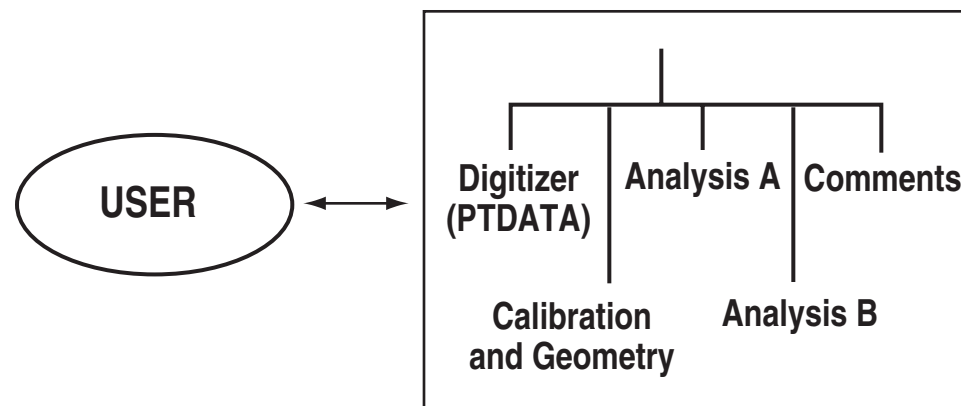 USER
Digitizer
(PTDATA)
Analysis A
Comments
Calibration
and Geometry
Analysis B